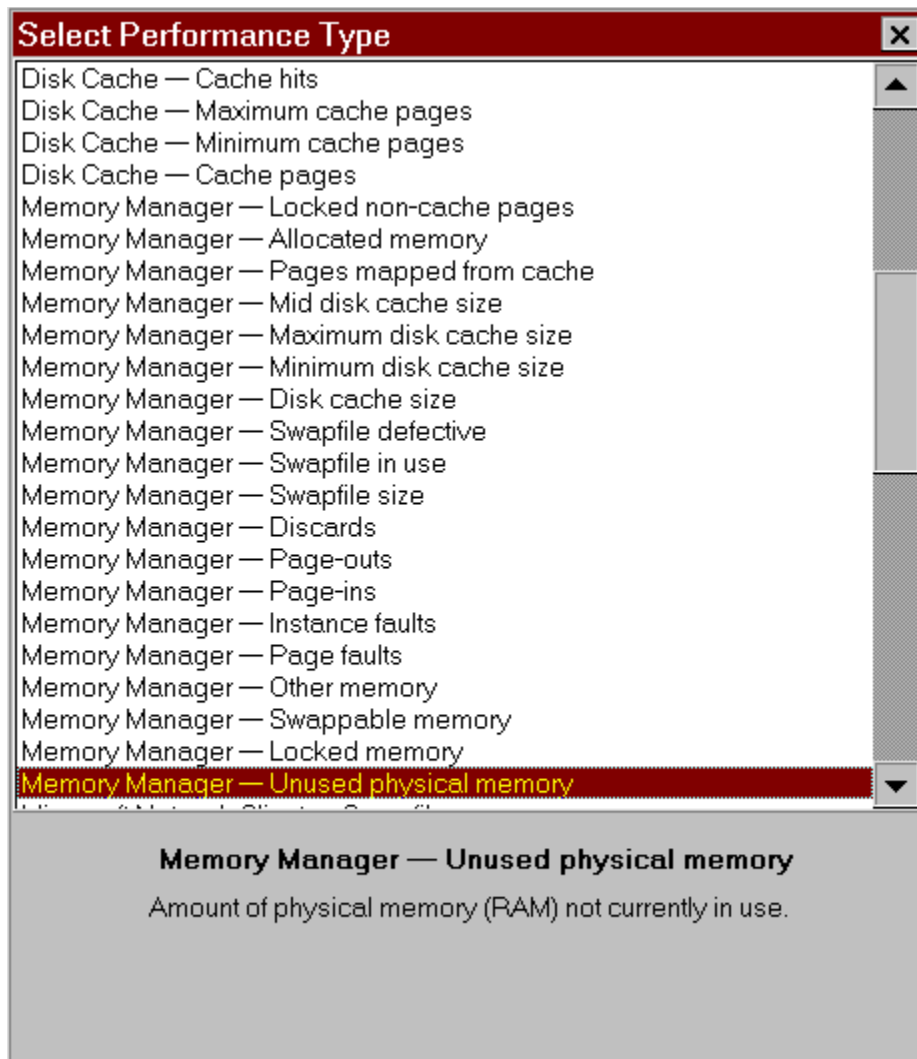 Select Performance Type
Disk Cache — Cache hits
Disk Cache — Maximum cache pages
Disk Cache — Minimum cache pages
Disk Cache — Cache pages
Memory Manager — Locked non-cache pages
Memory Manager — Allocated memory
Memory Manager — Pages mapped from cache
Memory Manager — Mid disk cache size
Memory Manager — Maximum disk cache size
Memory Manager — Minimum disk cache size
Memory Manager — Disk cache size
Memory Manager — Swapfile defective
Memory Manager — Swapfile in use
Memory Manager — Swapfile size
Memory Manager — Discards
Memory Manager — Page-outs
Memory Manager — Page-ins
Memory Manager — Instance faults
Memory Manager — Page faults
Memory Manager — Other memory
Memory Manager — Swappable memory
Memory Manager — Locked memory
Memory Manager — Unused physical memory
Memory Manager — Unused physical memory
Amount of physical memory (RAM) not currently in use.